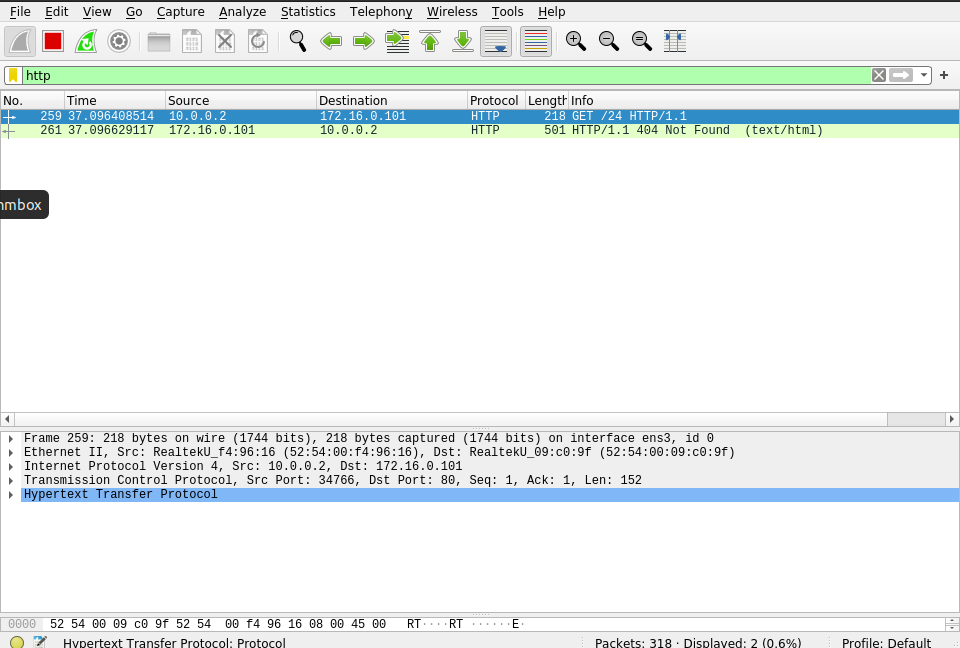 File Edit View Go Capture Analyze Statistics Telephony Wireless Tools Help
http
No. Time Source Destination Protocol Length Info
259 37.096408514 10.0.0.2 172.16.0.101 HTTP 218 GET /24 HTTP/1.1
261 37.096629117 172.16.0.101 10.0.0.2 HTTP 501 HTTP/1.1 404 Not Found (text/html)
mbox
Frame 259: 218 bytes on wire (1744 bits), 218 bytes captured (1744 bits) on interface ens3, id 0
Ethernet II, Src: RealtekU_f4:96:16 (52:54:00:f4:96:16), Dst: RealtekU_09:c0:9f (52:54:00:09:c0:9f)
Internet Protocol Version 4, Src: 10.0.0.2, Dst: 172.16.0.101
Transmission Control Protocol, Src Port: 34766, Dst Port: 80, Seq: 1, Ack: 1, Len: 152
Hypertext Transfer Protocol
0000 52 54 00 09 c0 9f 52 54 00 f4 96 16 08 00 45 00 RT····RT ······E·
Hypertext Transfer Protocol: Protocol Packets: 318 · Displayed: 2 (0.6%) Profile: Default